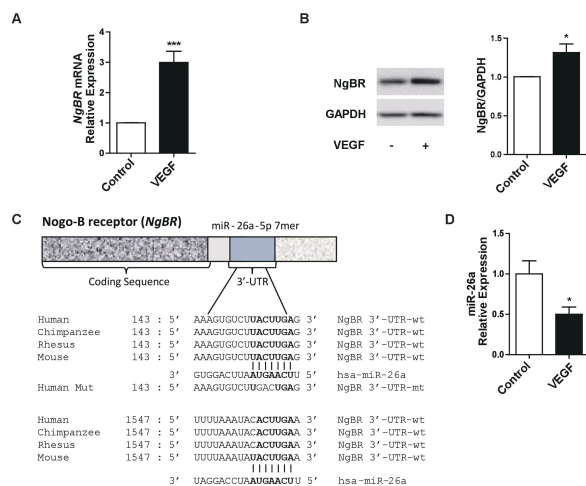 A
NgBR mRNA
Relative Expression
4
3
2
1
0
***
Control
VEGF
B
NgBR
GAPDH
VEGF - +
NgBR/GAPDH
1.5
1.0
0.5
0.0
*
Control
VEGF
C
Nogo-B receptor (NgBR)
miR-26a-5p 7mer
Coding Sequence
3'-UTR
Human 143 : 5' AAAGUGUCUUACUUGAG 3' NgBR 3'-UTR-wt
Chimpanzee 143 : 5' AAAGUGUCUUACUUGAG 3' NgBR 3'-UTR-wt
Rhesus 143 : 5' AAAGUGUCUUACUUGAG 3' NgBR 3'-UTR-wt
Mouse 143 : 5' AAAGUGUCUUACUUGAG 3' NgBR 3'-UTR-wt
3' GUGGACUUAAUGAACUU 5' hsa-miR-26a
Human Mut 143 : 5' AAAGUGUCUUGACUGAG 3' NgBR 3'-UTR-mt
Human 1547 : 5' UUUUAAAUACACUUGAA 3' NgBR 3'-UTR-wt
Chimpanzee 1547 : 5' UUUUAAAUACACUUGAA 3' NgBR 3'-UTR-wt
Rhesus 1547 : 5' UUUUAAAUACACUUGAA 3' NgBR 3'-UTR-wt
Mouse 1547 : 5' UUUUAAAUAUACUUGAA 3' NgBR 3'-UTR-wt
3' UAGGACCUAAUGAACUU 5' hsa-miR-26a
D
miR-26a
Relative Expression
1.5
1.0
0.5
0.0
*
Control
VEGF